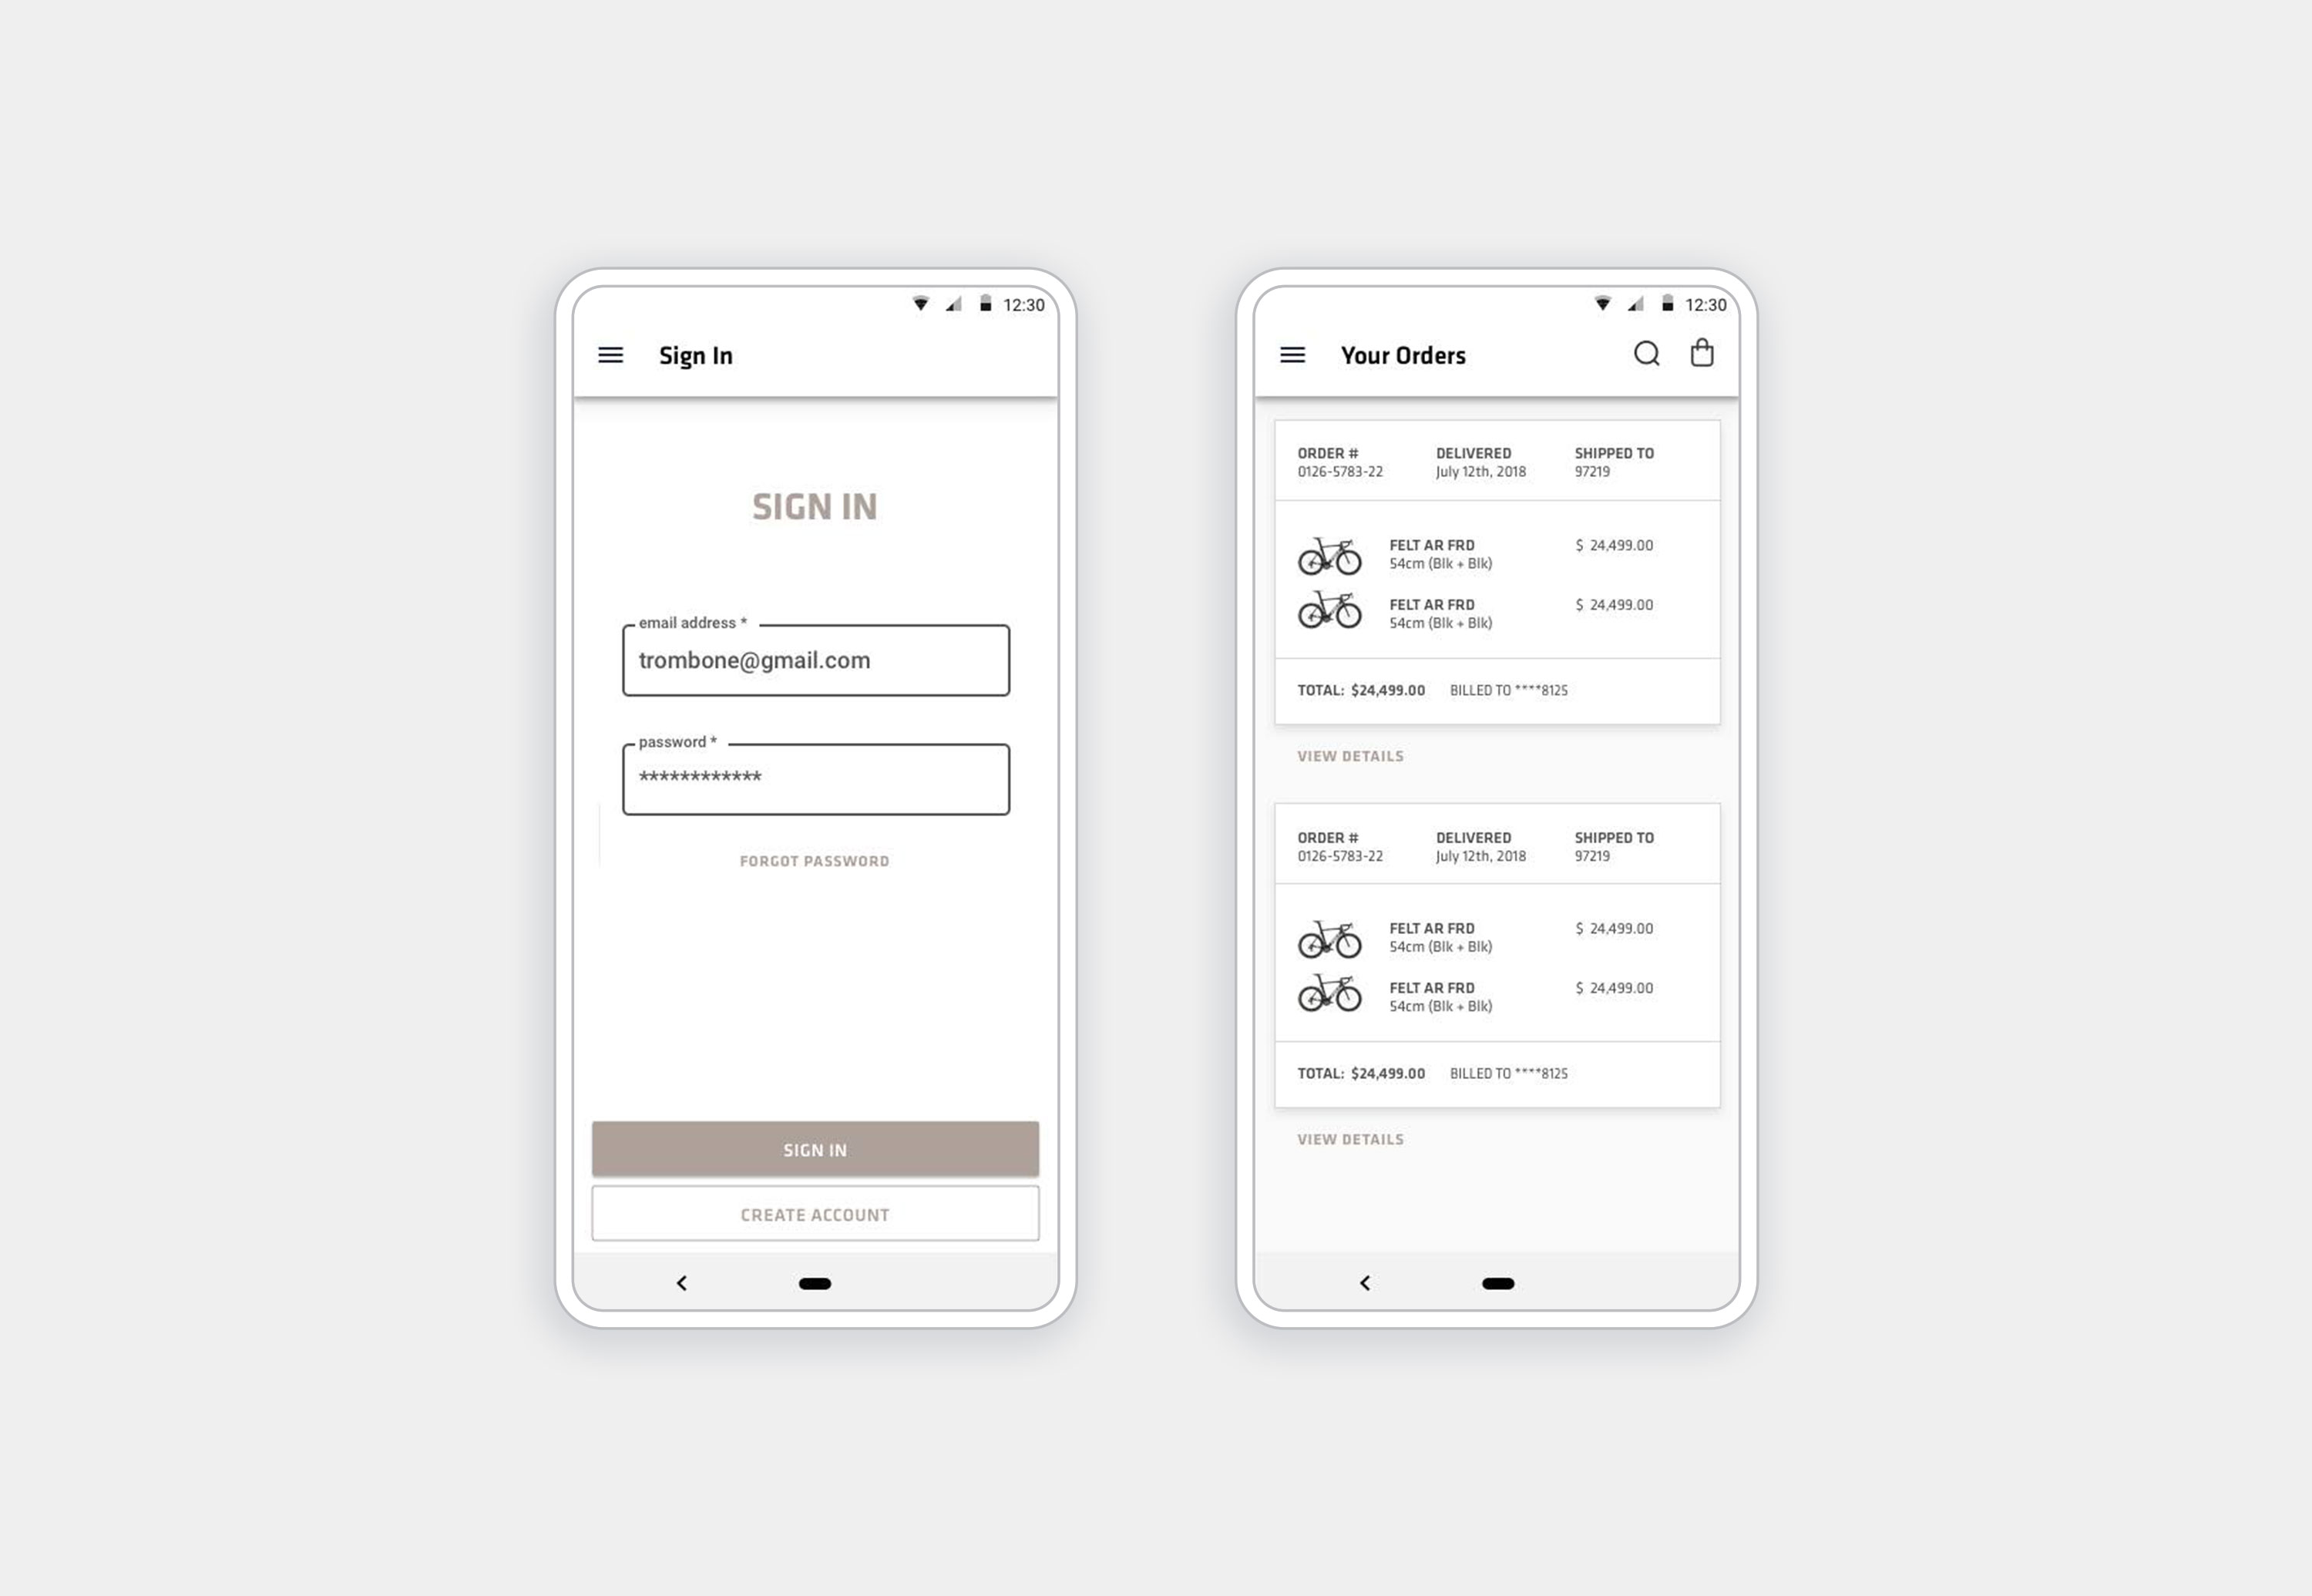 12:30
Sign In
SIGN IN
email address *
trombone@gmail.com
password *
************
FORGOT PASSWORD
SIGN IN
CREATE ACCOUNT
12:30
Your Orders
ORDER # DELIVERED SHIPPED TO
0126-5783-22 July 12th, 2018 97219
FELT AR FRD $ 24,499.00
54cm (Blk + Blk)
FELT AR FRD $ 24,499.00
54cm (Blk + Blk)
TOTAL: $24,499.00 BILLED TO ****8125
VIEW DETAILS
ORDER # DELIVERED SHIPPED TO
0126-5783-22 July 12th, 2018 97219
FELT AR FRD $ 24,499.00
54cm (Blk + Blk)
FELT AR FRD $ 24,499.00
54cm (Blk + Blk)
TOTAL: $24,499.00 BILLED TO ****8125
VIEW DETAILS